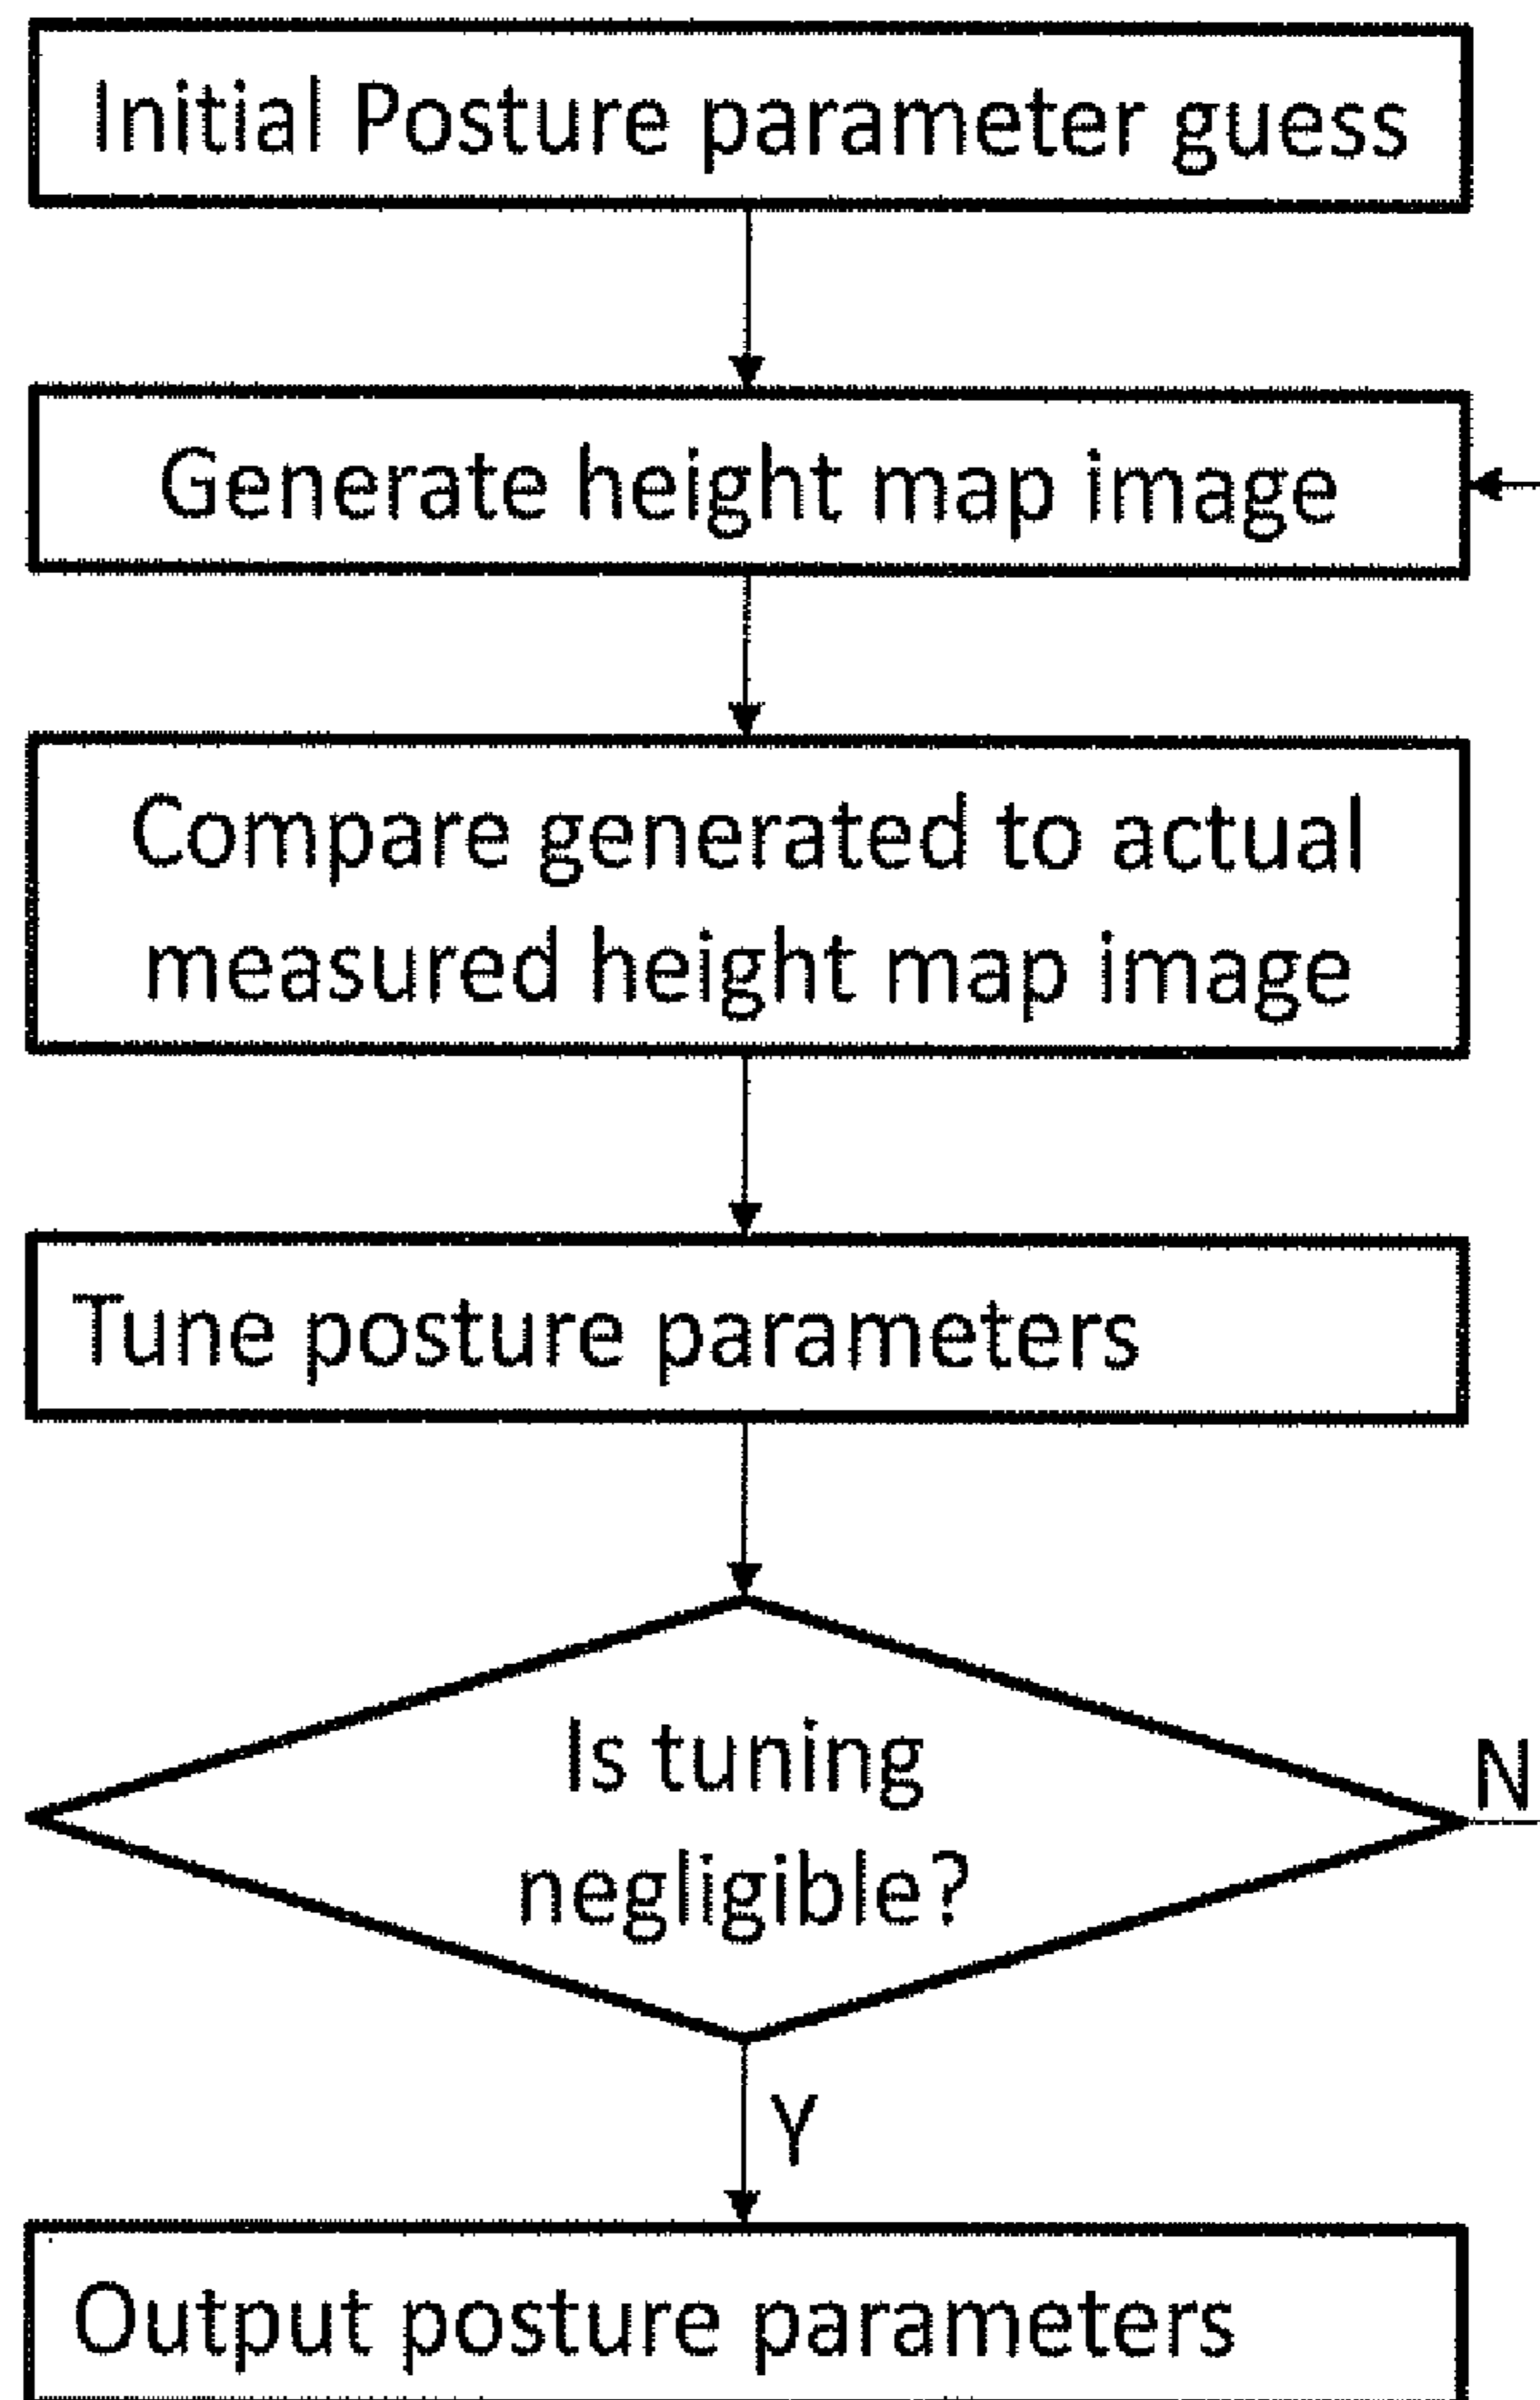 Initial Posture parameter guess
Generate height map image
Compare generated to actual
measured height map image
Tune posture parameters
Is tuning
negligible?
N
Y
Output posture parameters